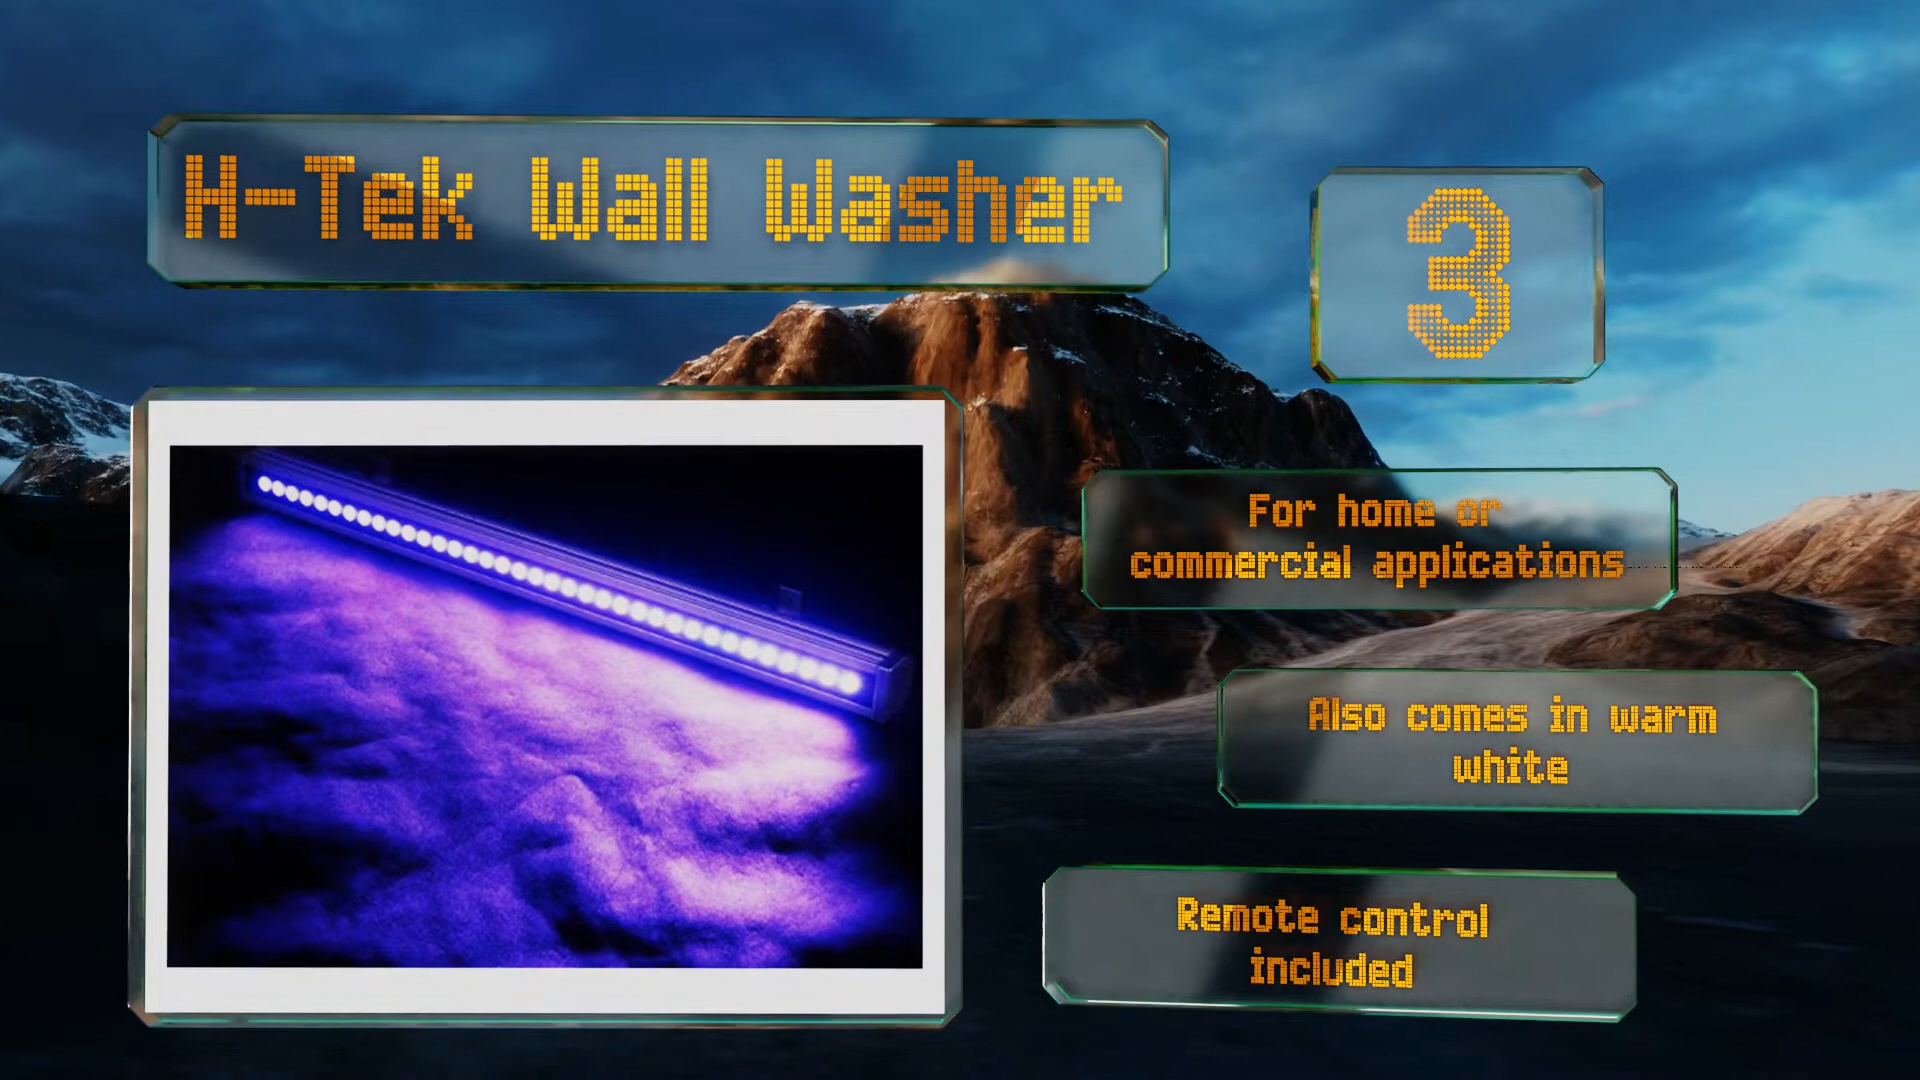 H-Tek Wall Washer
3
For home or
commercial applications
Also comes in warm
white
Remote control
included